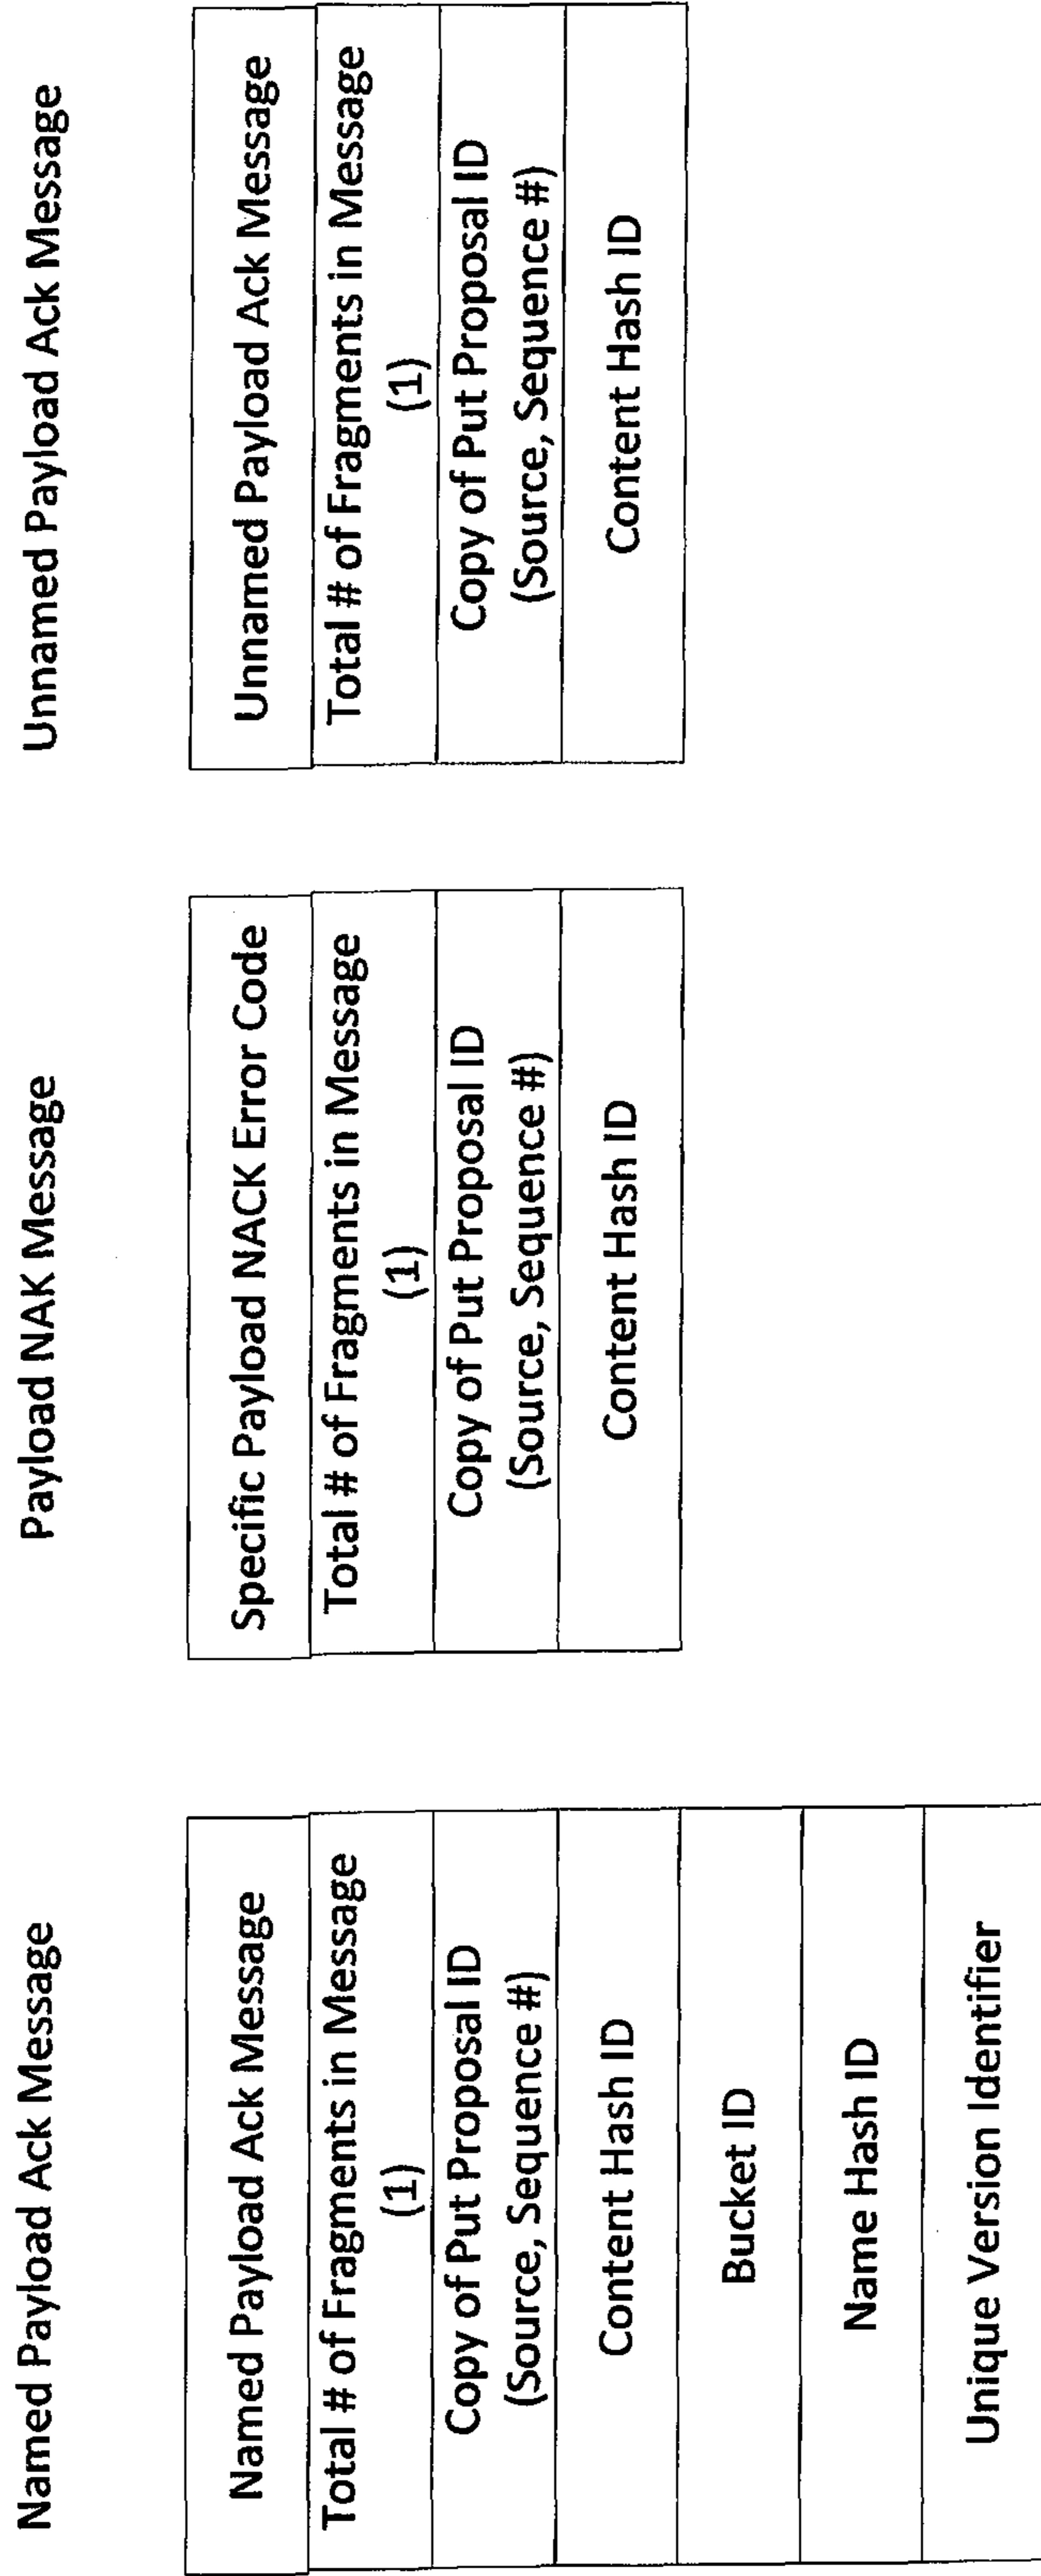 Named Payload Ack Message
Named Payload Ack Message
Total # of Fragments in Message
(1)
Copy of Put Proposal ID
(Source, Sequence #)
Content Hash ID
Bucket ID
Name Hash ID
Unique Version Identifier
Payload NAK Message
Specific Payload NACK Error Code
Total # of Fragments in Message
(1)
Copy of Put Proposal ID
(Source, Sequence #)
Content Hash ID
Unnamed Payload Ack Message
Unnamed Payload Ack Message
Total # of Fragments in Message
(1)
Copy of Put Proposal ID
(Source, Sequence #)
Content Hash ID